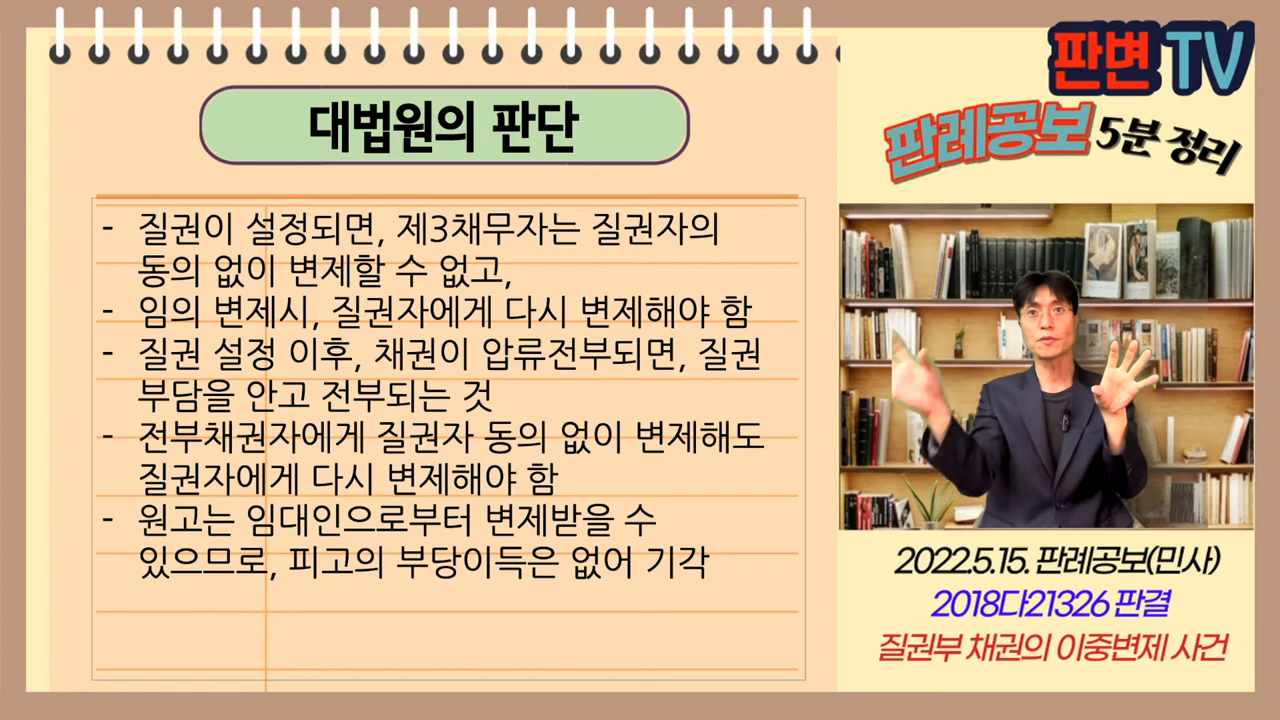 대법원의 판단
- 질권이 설정되면, 제3채무자는 질권자의
동의 없이 변제할 수 없고,
- 임의 변제시, 질권자에게 다시 변제해야 함
- 질권 설정 이후, 채권이 압류전부되면, 질권
부담을 안고 전부되는 것
- 전부채권자에게 질권자 동의 없이 변제해도
질권자에게 다시 변제해야 함
- 원고는 임대인으로부터 변제받을 수
있으므로, 피고의 부당이득은 없어 기각
판변 TV
판례공보 5분 정리
2022.5.15. 판례공보(민사)
2018다21326 판결
질권부 채권의 이중변제 사건